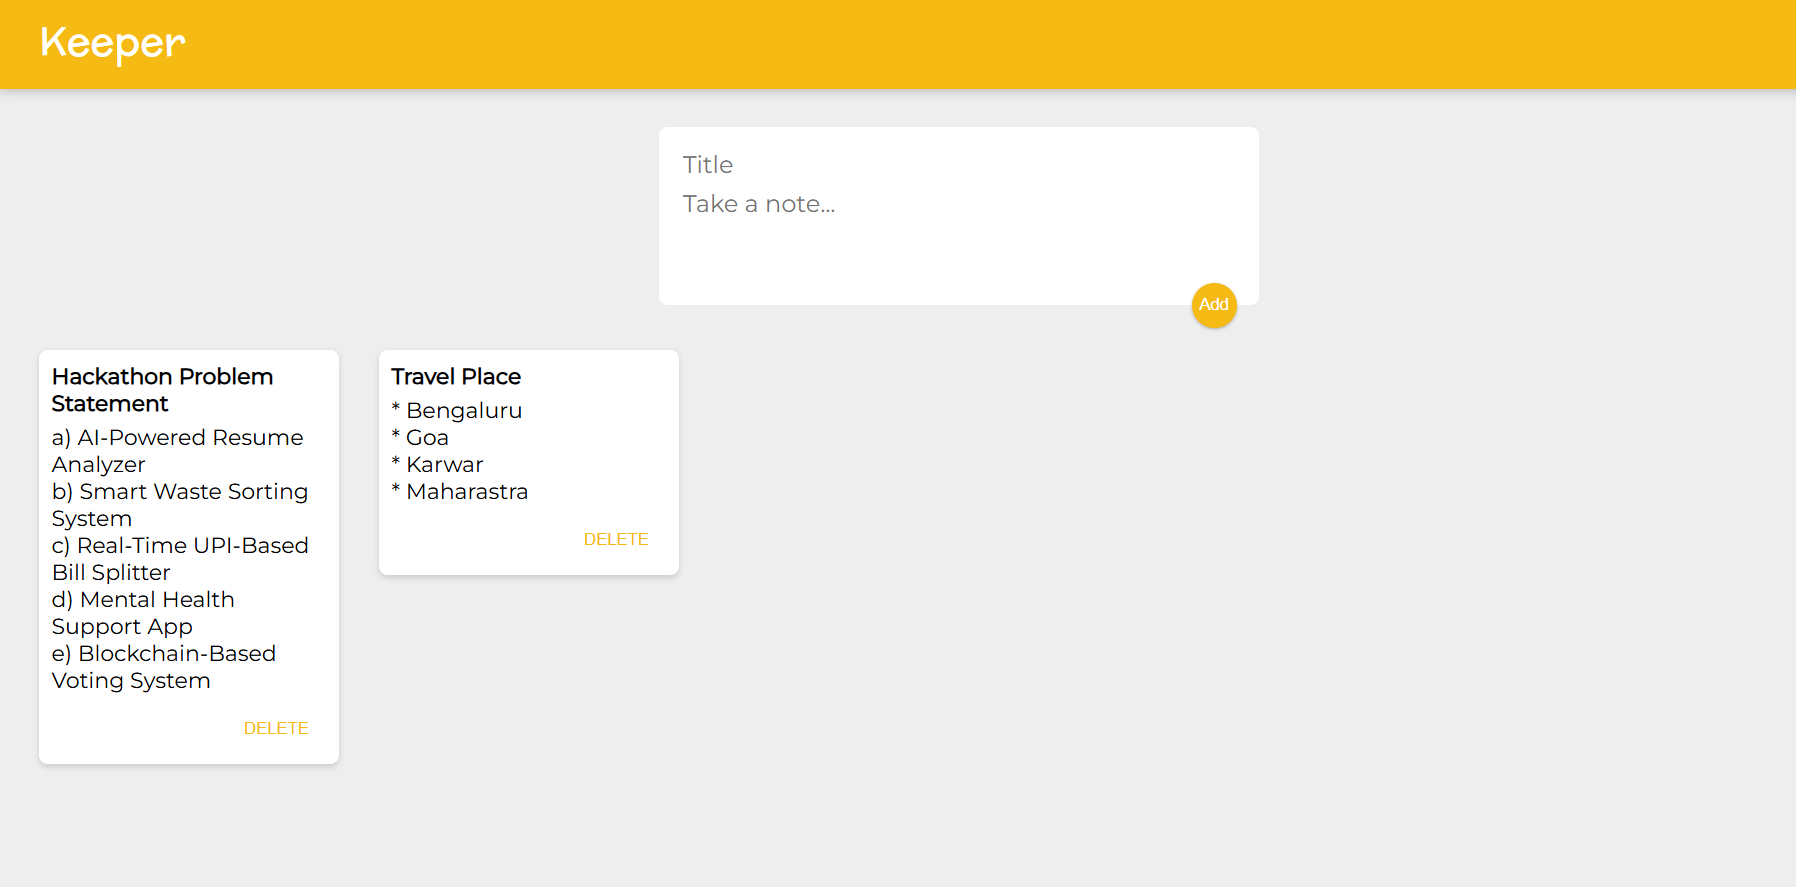 Keeper
Title
Take a note...
Add
Hackathon Problem
Statement
a) AI-Powered Resume
Analyzer
b) Smart Waste Sorting
System
c) Real-Time UPI-Based
Bill Splitter
d) Mental Health
Support App
e) Blockchain-Based
Voting System
DELETE
Travel Place
* Bengaluru
* Goa
* Karwar
* Maharastra
DELETE